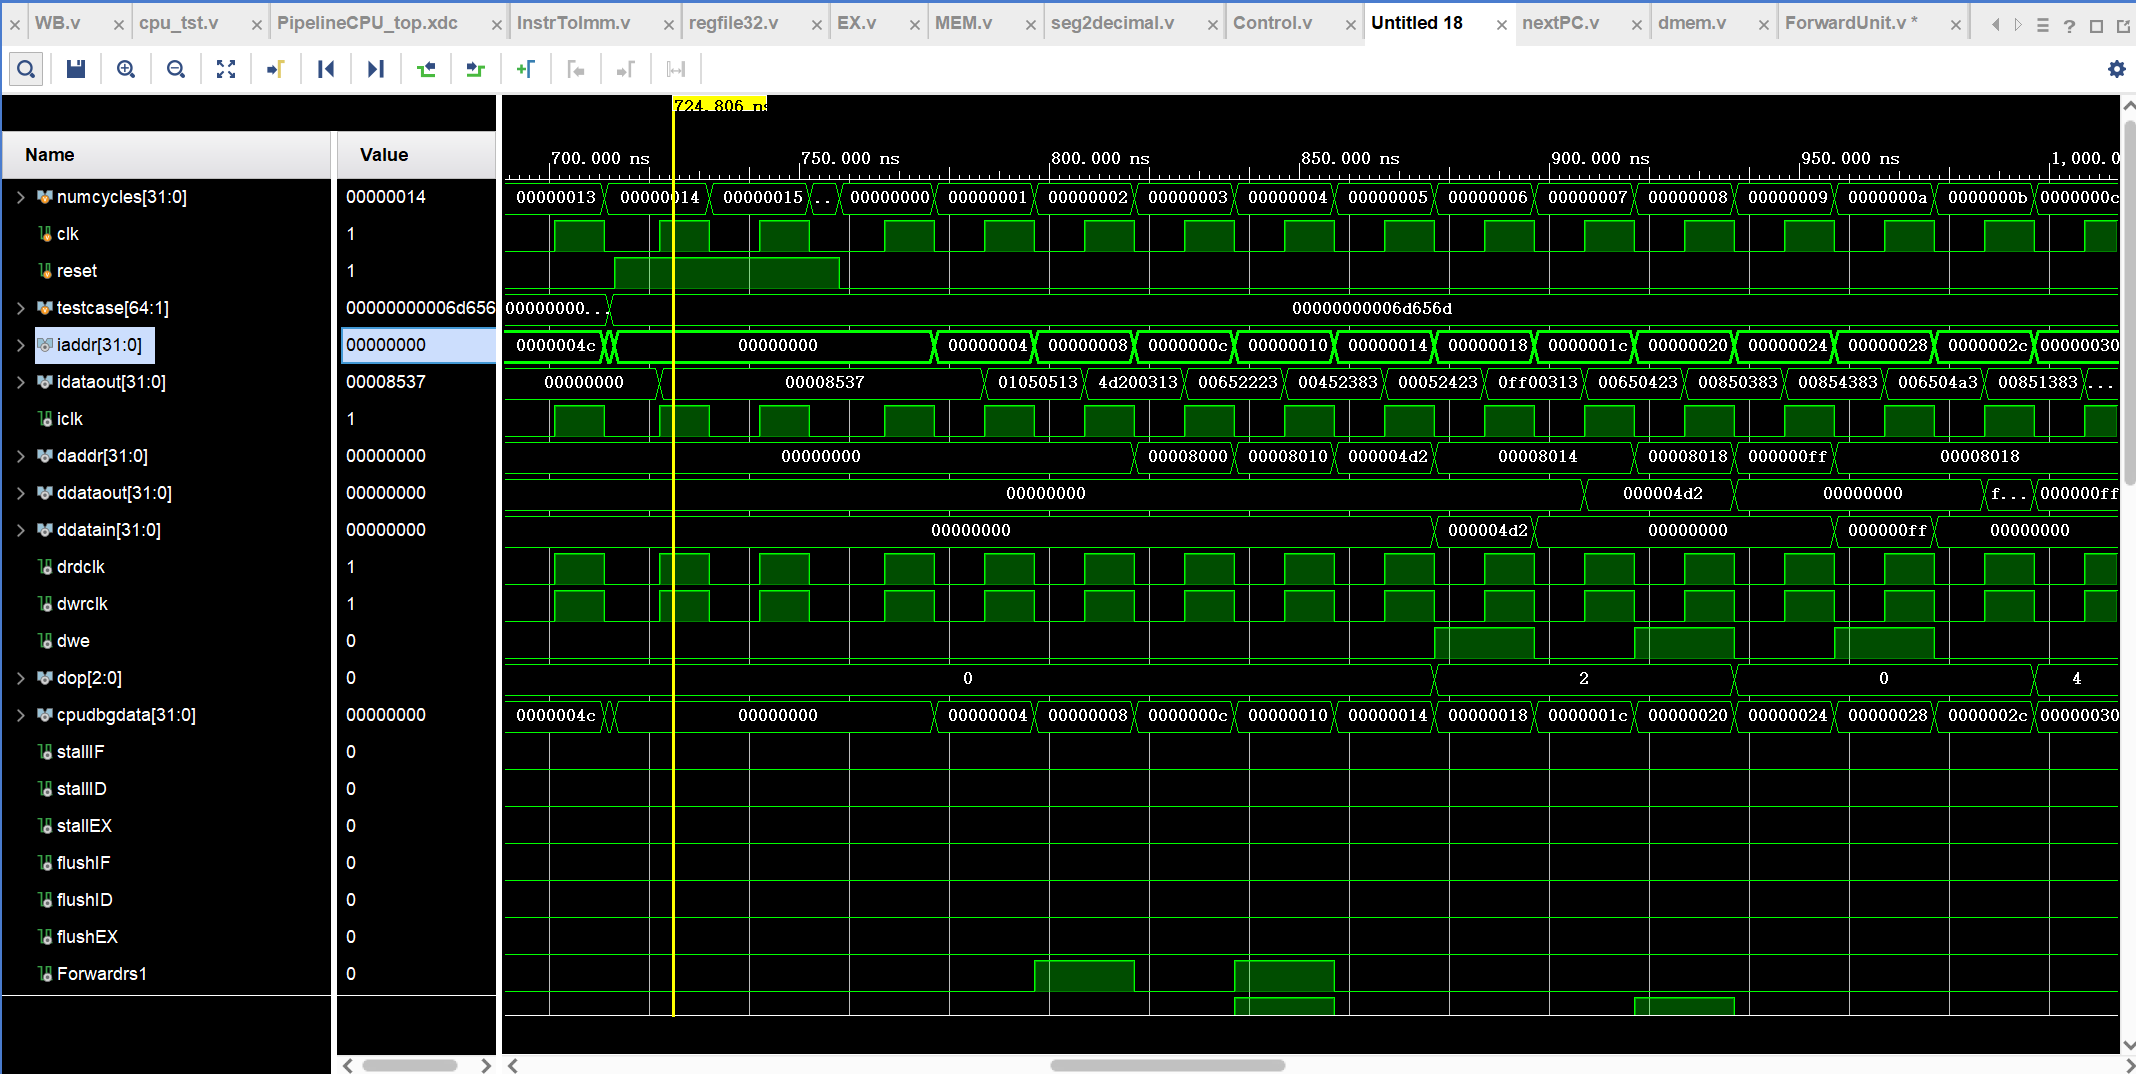 WB.v cpu_tst.v PipelineCPU_top.xdc InstrToImm.v regfile32.v EX.v MEM.v seg2decimal.v Control.v Untitled 18 nextPC.v dmem.v ForwardUnit.v *
724.806 ns
Name Value 700.000 ns 750.000 ns 800.000 ns 850.000 ns 900.000 ns 950.000 ns 1,000.0
numcycles[31:0] 00000014 00000013 00000014 00000015 .. 00000000 00000001 00000002 00000003 00000004 00000005 00000006 00000007 00000008 00000009 0000000a 0000000b 0000000c
clk 1
reset 1
testcase[64:1] 00000000006d656 00000000... 00000000006d656d
iaddr[31:0] 00000000 0000004c 00000000 00000004 00000008 0000000c 00000010 00000014 00000018 0000001c 00000020 00000024 00000028 0000002c 00000030
idataout[31:0] 00008537 00000000 00008537 01050513 4d200313 00652223 00452383 00052423 0ff00313 00650423 00850383 00854383 006504a3 00851383 ...
iclk 1
daddr[31:0] 00000000 00000000 00008000 00008010 000004d2 00008014 00008018 000000ff 00008018
ddataout[31:0] 00000000 00000000 000004d2 00000000 f... 000000ff
ddatain[31:0] 00000000 00000000 000004d2 00000000 000000ff 00000000
drdclk 1
dwrclk 1
dwe 0
dop[2:0] 0 0 2 0 4
cpudbgdata[31:0] 00000000 0000004c 00000000 00000004 00000008 0000000c 00000010 00000014 00000018 0000001c 00000020 00000024 00000028 0000002c 00000030
stallIF 0
stallID 0
stallEX 0
flushIF 0
flushID 0
flushEX 0
Forwardrs1 0